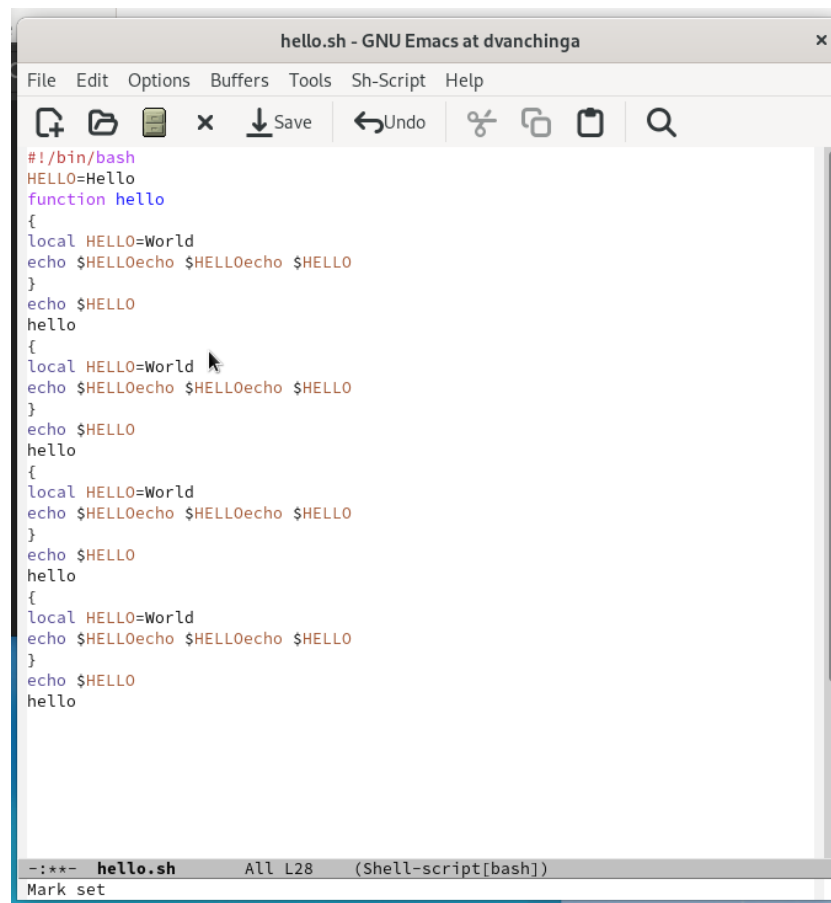 hello.sh - GNU Emacs at dvanchinga ×
File Edit Options Buffers Tools Sh-Script Help
Save Undo
#!/bin/bash
HELLO=Hello
function hello
{
local HELLO=World
echo $HELLOecho $HELLOecho $HELLO
}
echo $HELLO
hello
{
local HELLO=World
echo $HELLOecho $HELLOecho $HELLO
}
echo $HELLO
hello
{
local HELLO=World
echo $HELLOecho $HELLOecho $HELLO
}
echo $HELLO
hello
{
local HELLO=World
echo $HELLOecho $HELLOecho $HELLO
}
echo $HELLO
hello
-:**- hello.sh All L28 (Shell-script[bash])
Mark set